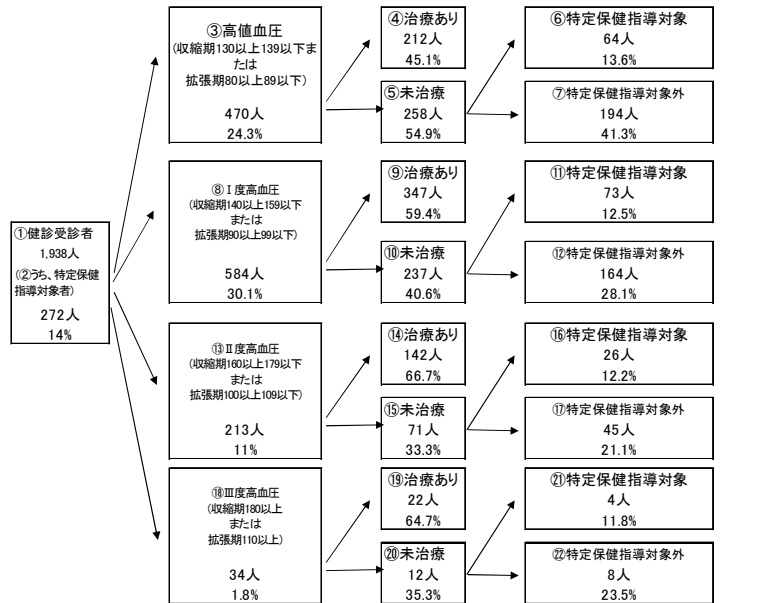 ①健診受診者
1,938人
(②うち、特定保健
指導対象者)
272人
14%
③高値血圧
(収縮期130以上139以下ま
たは
拡張期80以上89以下)
470人
24.3%
④治療あり
212人
45.1%
⑤未治療
258人
54.9%
⑥特定保健指導対象
64人
13.6%
⑦特定保健指導対象外
194人
41.3%
⑧Ⅰ度高血圧
(収縮期140以上159以下
または
拡張期90以上99以下)
584人
30.1%
⑨治療あり
347人
59.4%
⑩未治療
237人
40.6%
⑪特定保健指導対象
73人
12.5%
⑫特定保健指導対象外
164人
28.1%
⑬Ⅱ度高血圧
(収縮期160以上179以下
または
拡張期100以上109以下)
213人
11%
⑭治療あり
142人
66.7%
⑮未治療
71人
33.3%
⑯特定保健指導対象
26人
12.2%
⑰特定保健指導対象外
45人
21.1%
⑱Ⅲ度高血圧
(収縮期180以上
または
拡張期110以上)
34人
1.8%
⑲治療あり
22人
64.7%
⑳未治療
12人
35.3%
㉑特定保健指導対象
4人
11.8%
㉒特定保健指導対象外
8人
23.5%